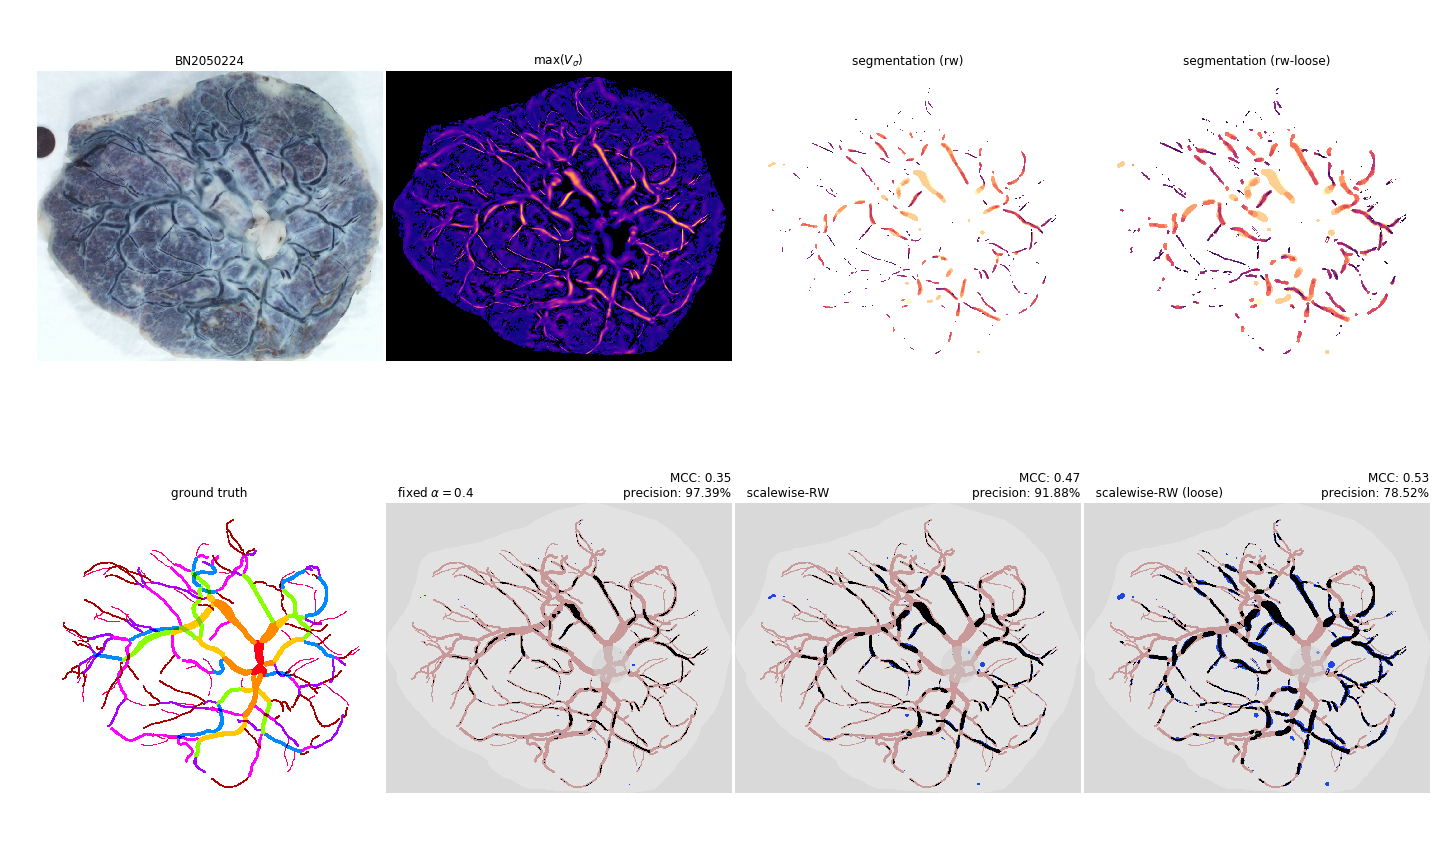 BN2050224
max(V_σ)
segmentation (rw)
segmentation (rw-loose)
ground truth
fixed α = 0.4
MCC: 0.35
precision: 97.39%
scalewise-RW
MCC: 0.47
precision: 91.88%
scalewise-RW (loose)
MCC: 0.53
precision: 78.52%